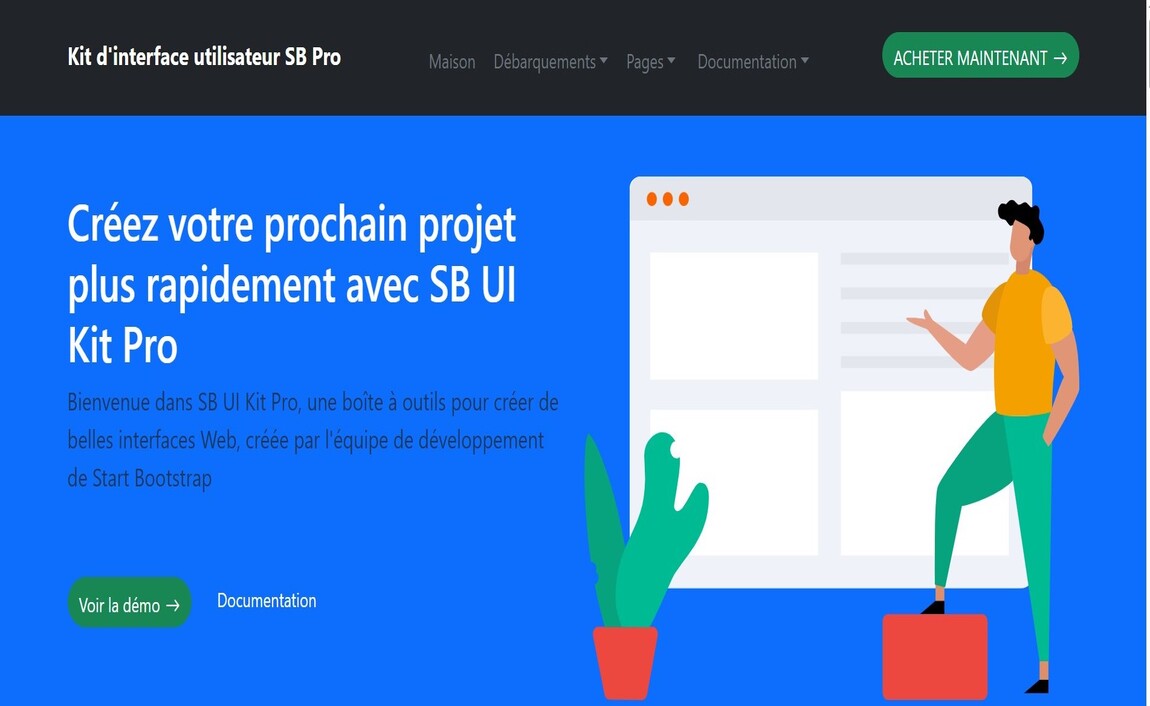 Kit d'interface utilisateur SB Pro
Maison Débarquements Pages Documentation
ACHETER MAINTENANT →
Créez votre prochain projet
plus rapidement avec SB UI
Kit Pro
Bienvenue dans SB UI Kit Pro, une boîte à outils pour créer de
belles interfaces Web, créée par l'équipe de développement
de Start Bootstrap
Voir la démo →
Documentation